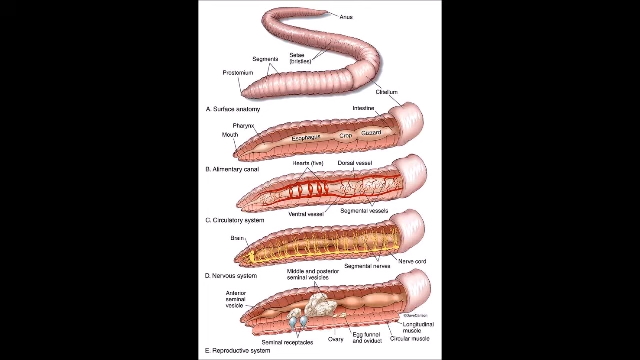 Anus
Setae
(bristles)
Segments
Prostomium
Clitellum
A. Surface anatomy
Intestine
Pharynx
Mouth
Esophagus
Crop
Gizzard
B. Alimentary canal
Hearts (five)
Dorsal vessel
Ventral vessel
Segmental vessels
C. Circulatory system
Brain
Segmental nerves
Nerve cord
D. Nervous system
Middle and posterior
seminal vesicles
Anterior
seminal
vesicle
Seminal receptacles
Ovary
Egg funnel
and oviduct
Longitudinal
muscle
Circular muscle
E. Reproductive system